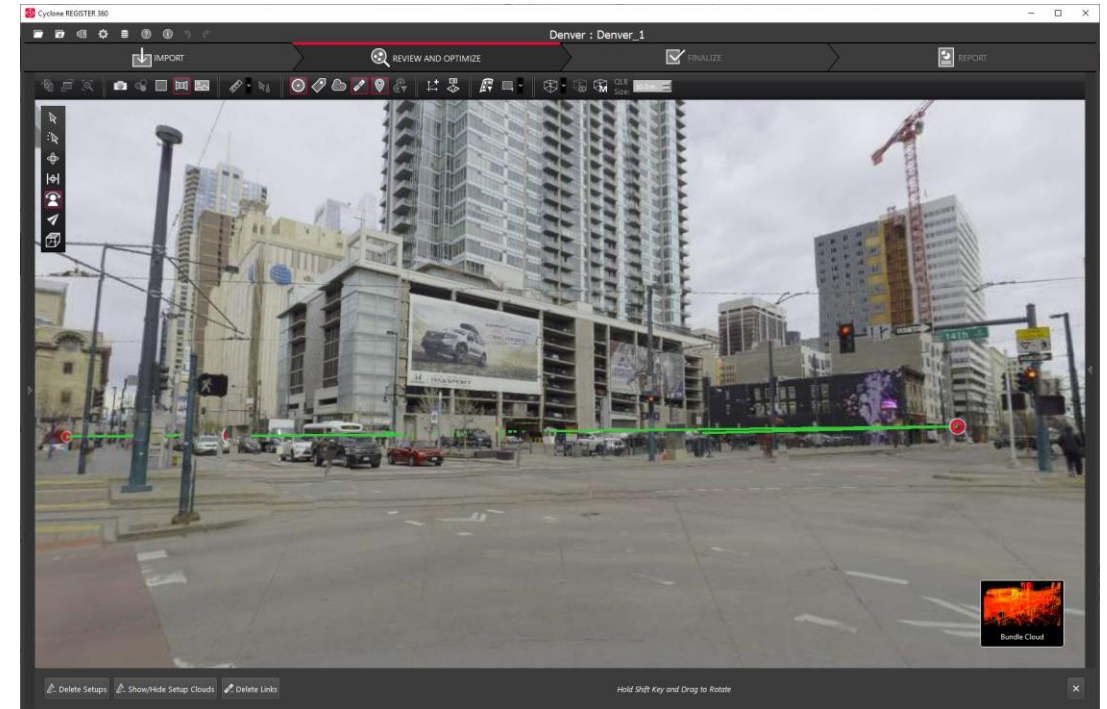 Cyclone REGISTER 360
Denver : Denver_1
IMPORT
REVIEW AND OPTIMIZE
FINALIZE
REPORT
QLB
Size:
14TH
Bundle Cloud
Delete Setups
Show/Hide Setup Clouds
Delete Links
Hold Shift Key and Drag to Rotate